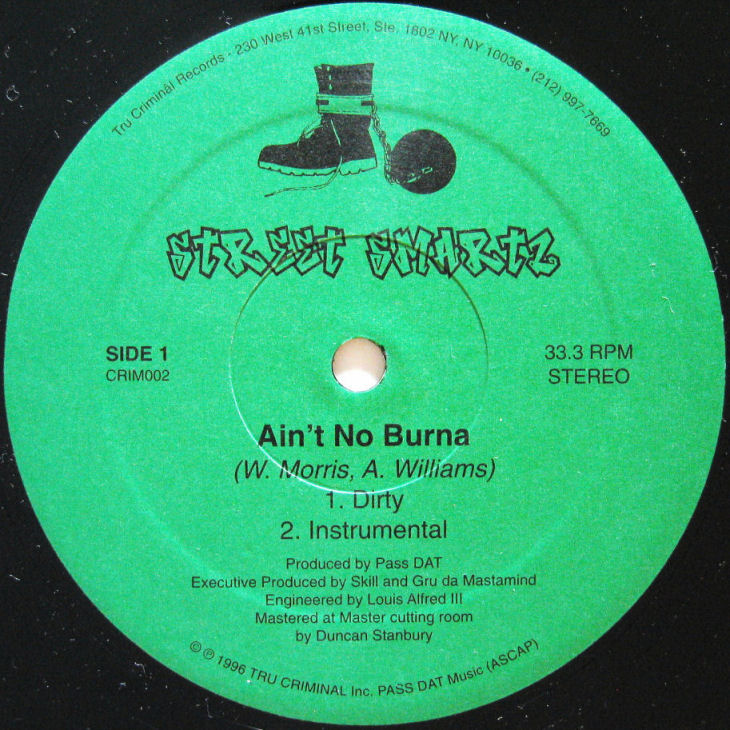 Tru Criminal Records - 230 West 41st Street, Ste. 1802 NY, NY 10036 • (212) 997-7669
STREET SMARTZ
SIDE 1
CRIM002
33.3 RPM
STEREO
Ain't No Burna
(W. Morris, A. Williams)
1. Dirty
2. Instrumental
Produced by Pass DAT
Executive Produced by Skill and Gru da Mastamind
Engineered by Louis Alfred III
Mastered at Master cutting room
by Duncan Stanbury
© ℗ 1996 TRU CRIMINAL Inc. PASS DAT Music (ASCAP)